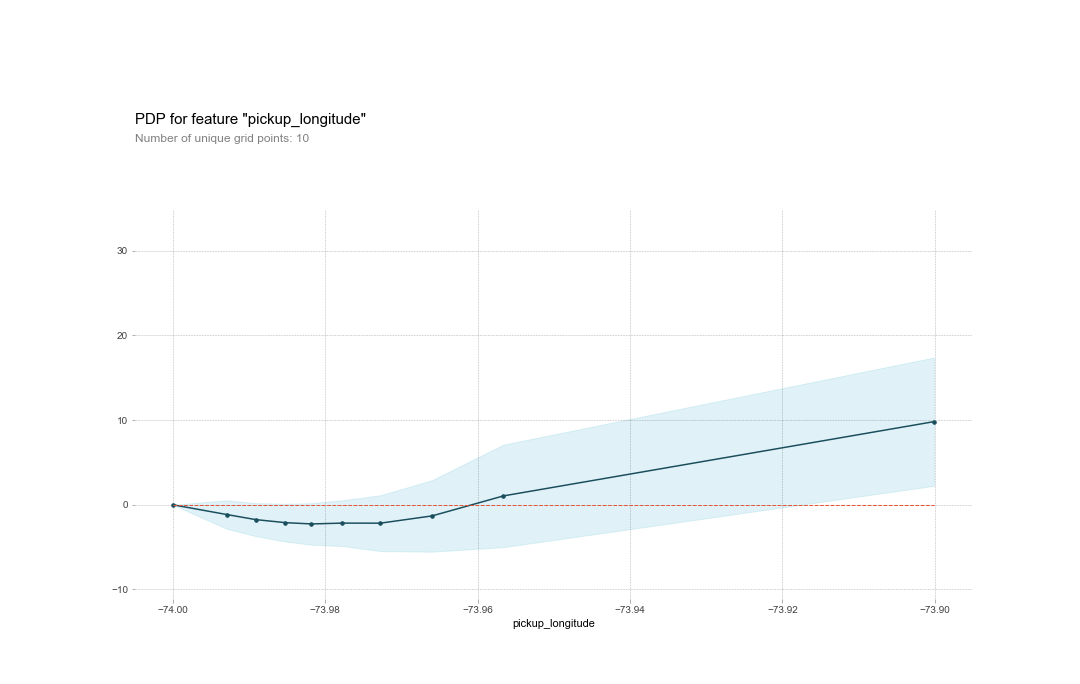 PDP for feature "pickup_longitude"
Number of unique grid points: 10
30
20
10
0
−10
−74.00 −73.98 −73.96 −73.94 −73.92 −73.90
pickup_longitude